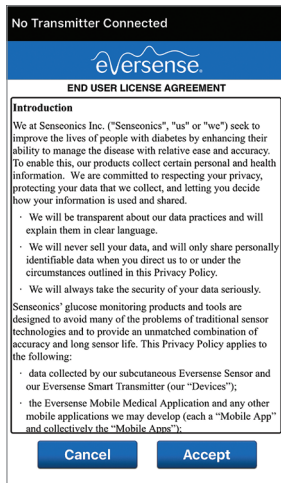 No Transmitter Connected
eversense
END USER LICENSE AGREEMENT
Introduction
We at Senseonics Inc. ("Senseonics", "us" or "we") seek to
improve the lives of people with diabetes by enhancing their
ability to manage the disease with relative ease and accuracy.
To enable this, our products collect certain personal and health
information.  We are committed to respecting your privacy,
protecting your data that we collect, and letting you decide
how your information is used and shared.
· We will be transparent about our data practices and will
explain them in clear language.
· We will never sell your data, and will only share personally
identifiable data when you direct us to or under the
circumstances outlined in this Privacy Policy.
· We will always take the security of your data seriously.
Senseonics’ glucose monitoring products and tools are
designed to avoid many of the problems of traditional sensor
technologies and to provide an unmatched combination of
accuracy and long sensor life. This Privacy Policy applies to
the following:
· data collected by our subcutaneous Eversense Sensor and
our Eversense Smart Transmitter (our “Devices”);
· the Eversense Mobile Medical Application and any other
mobile applications we may develop (each a “Mobile App”
and collectively the “Mobile Apps”);
Cancel
Accept